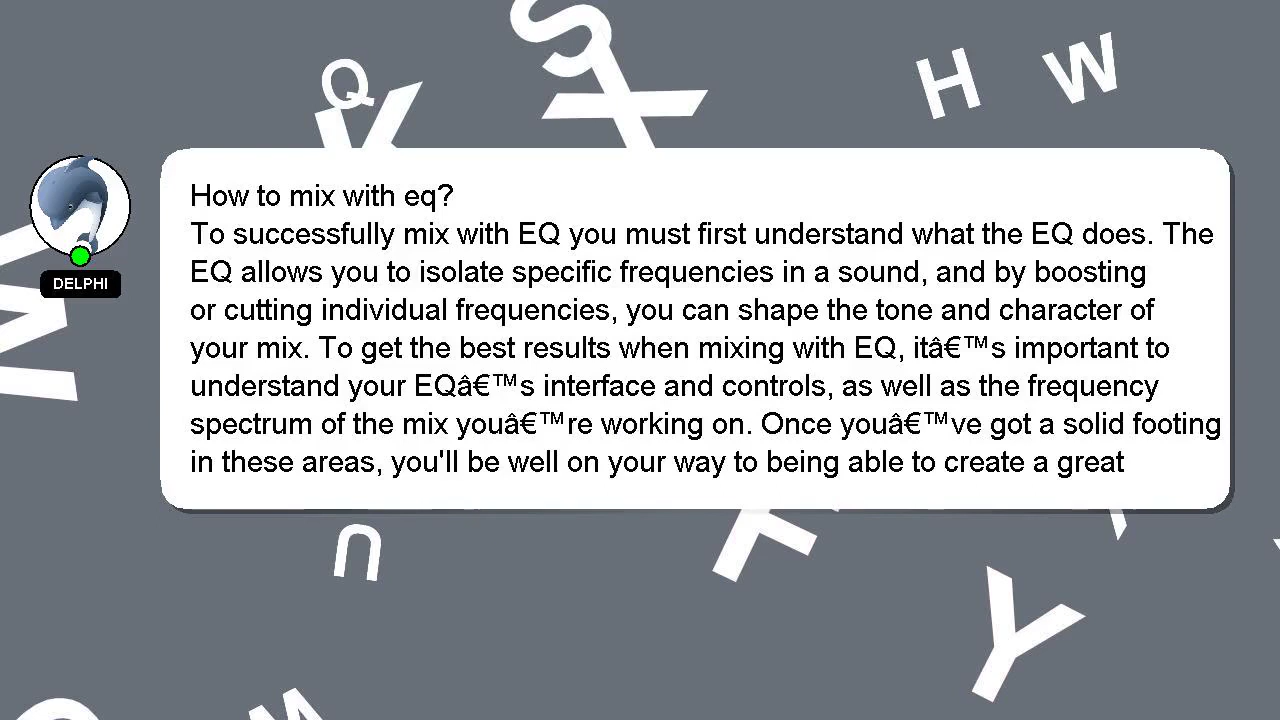 S
Q
K
X
H
W
DELPHI
How to mix with eq?
To successfully mix with EQ you must first understand what the EQ does. The
EQ allows you to isolate specific frequencies in a sound, and by boosting
or cutting individual frequencies, you can shape the tone and character of
your mix. To get the best results when mixing with EQ, itâ€™s important to
understand your EQâ€™s interface and controls, as well as the frequency
spectrum of the mix youâ€™re working on. Once youâ€™ve got a solid footing
in these areas, you'll be well on your way to being able to create a great
U
Y
M